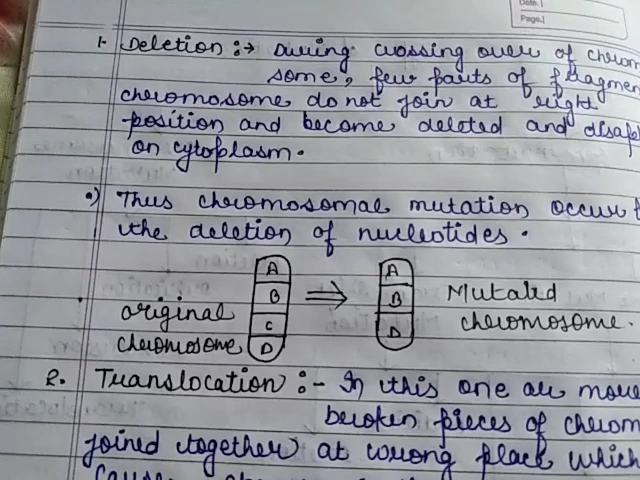 Date.
Page.
1. Deletion :→ During crossing over of chrom
some, few parts of fragmen
chromosome do not join at right
position and become deleted and disap
on cytoplasm.
•) Thus chromosomal mutation occur
the deletion of nucleotides.
A A
B B Mutated
original C D chromosome.
chromosome D
2. Translocation :- In this one or more
broken pieces of chrom
joined together at wrong place which
Cause